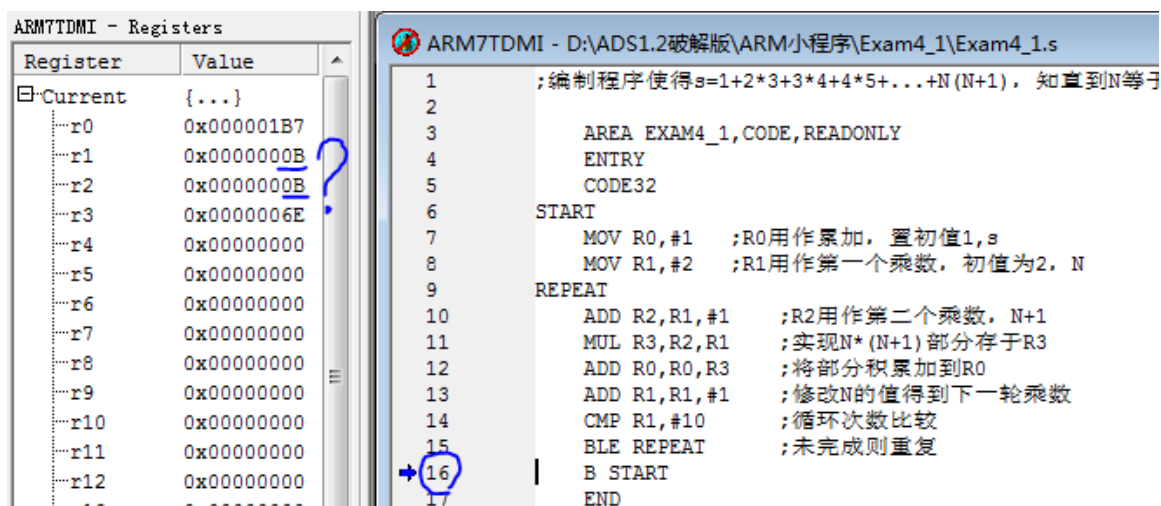 ARM7TDMI - Registers
Register Value
Current {...}
r0 0x000001B7
r1 0x0000000B
r2 0x0000000B
r3 0x0000006E
r4 0x00000000
r5 0x00000000
r6 0x00000000
r7 0x00000000
r8 0x00000000
r9 0x00000000
r10 0x00000000
r11 0x00000000
r12 0x00000000
?
ARM7TDMI - D:\ADS1.2破解版\ARM小程序\Exam4_1\Exam4_1.s
1 ;编制程序使得s=1+2*3+3*4+4*5+...+N(N+1), 知直到N等于
2
3 AREA EXAM4_1,CODE,READONLY
4 ENTRY
5 CODE32
6 START
7 MOV R0,#1 ;R0用作累加，置初值1,s
8 MOV R1,#2 ;R1用作第一个乘数，初值为2，N
9 REPEAT
10 ADD R2,R1,#1 ;R2用作第二个乘数，N+1
11 MUL R3,R2,R1 ;实现N*(N+1)部分存于R3
12 ADD R0,R0,R3 ;将部分积累加到R0
13 ADD R1,R1,#1 ;修改N的值得到下一轮乘数
14 CMP R1,#10 ;循环次数比较
15 BLE REPEAT ;未完成则重复
16 B START
17 END